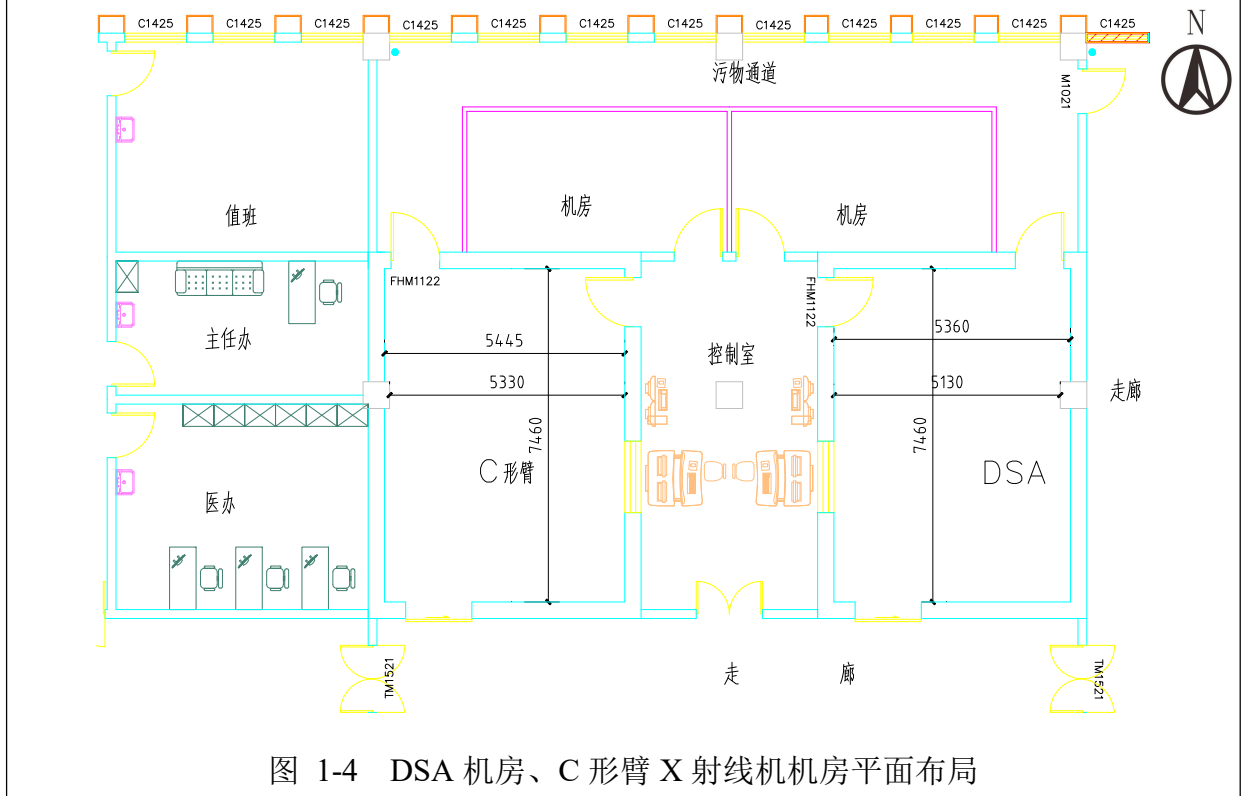 C1425 C1425 C1425 C1425 C1425 C1425 C1425 C1425 C1425 C1425 C1425
N
污物通道
M1021
机房
机房
值班
FHM1122
FHM1122
主任办
5445
控制室
5360
5330
5130
走廊
7460
7460
C形臂
DSA
医办
TM1521
走廊
TM1521
图 1-4 DSA 机房、C 形臂 X 射线机机房平面布局